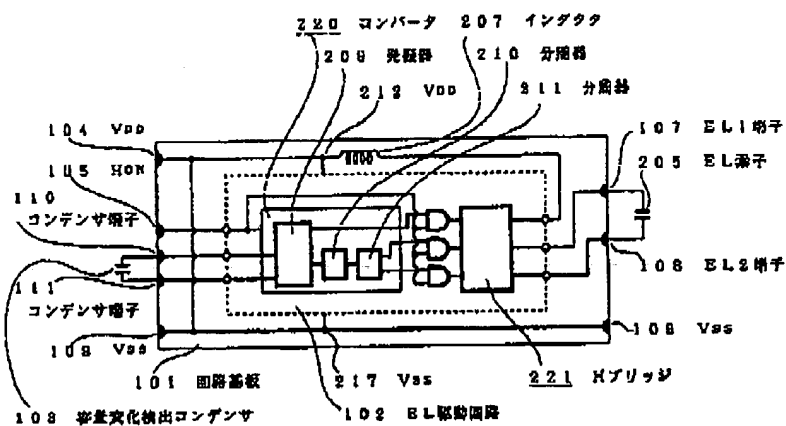 220 コンバータ 207 インダクタ
209 発振器 210 分周器
212 VDD 211 分周器
104 VDD
107 EL1端子
105 HON
205 EL素子
110
コンデンサ端子
111
コンデンサ端子
108 EL2端子
109 VSS
109 VSS
101 回路基板
217 VSS
221 Hブリッジ
103 容量変化検出コンデンサ
102 EL駆動回路